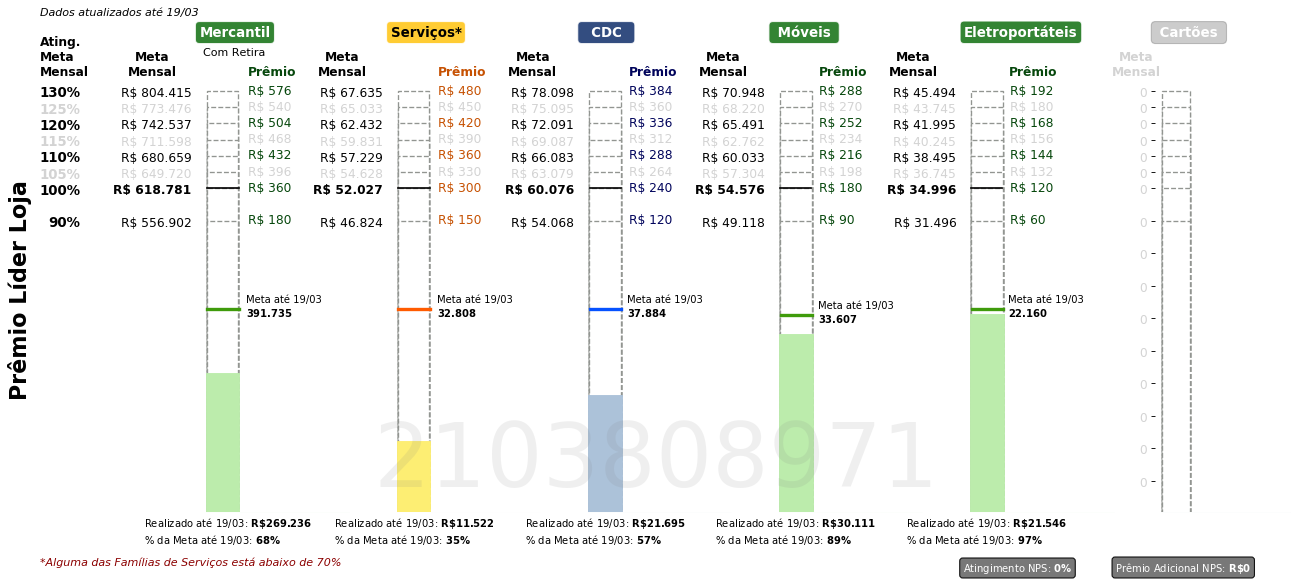 Dados atualizados até 19/03
Mercantil Serviços* CDC Móveis Eletroportáteis Cartões
Com Retira
Ating. Meta Mensal
Meta Mensal Prêmio Meta Mensal Prêmio Meta Mensal Prêmio Meta Mensal Prêmio Meta Mensal Prêmio Meta Mensal
130% R$ 804.415 R$ 576 R$ 67.635 R$ 480 R$ 78.098 R$ 384 R$ 70.948 R$ 288 R$ 45.494 R$ 192 0
125% R$ 773.476 R$ 540 R$ 65.033 R$ 450 R$ 75.095 R$ 360 R$ 68.220 R$ 270 R$ 43.745 R$ 180 0
120% R$ 742.537 R$ 504 R$ 62.432 R$ 420 R$ 72.091 R$ 336 R$ 65.491 R$ 252 R$ 41.995 R$ 168 0
115% R$ 711.598 R$ 468 R$ 59.831 R$ 390 R$ 69.087 R$ 312 R$ 62.762 R$ 234 R$ 40.245 R$ 156 0
110% R$ 680.659 R$ 432 R$ 57.229 R$ 360 R$ 66.083 R$ 288 R$ 60.033 R$ 216 R$ 38.495 R$ 144 0
105% R$ 649.720 R$ 396 R$ 54.628 R$ 330 R$ 63.079 R$ 264 R$ 57.304 R$ 198 R$ 36.745 R$ 132 0
100% R$ 618.781 R$ 360 R$ 52.027 R$ 300 R$ 60.076 R$ 240 R$ 54.576 R$ 180 R$ 34.996 R$ 120 0
90% R$ 556.902 R$ 180 R$ 46.824 R$ 150 R$ 54.068 R$ 120 R$ 49.118 R$ 90 R$ 31.496 R$ 60 0
0
0
0
0
0
0
0
0
Prêmio Líder Loja
Meta até 19/03 Meta até 19/03 Meta até 19/03 Meta até 19/03 Meta até 19/03
391.735 32.808 37.884 33.607 22.160
2103808971
Realizado até 19/03: R$269.236 Realizado até 19/03: R$11.522 Realizado até 19/03: R$21.695 Realizado até 19/03: R$30.111 Realizado até 19/03: R$21.546
% da Meta até 19/03: 68% % da Meta até 19/03: 35% % da Meta até 19/03: 57% % da Meta até 19/03: 89% % da Meta até 19/03: 97%
*Alguma das Famílias de Serviços está abaixo de 70%
Atingimento NPS: 0% Prêmio Adicional NPS: R$0